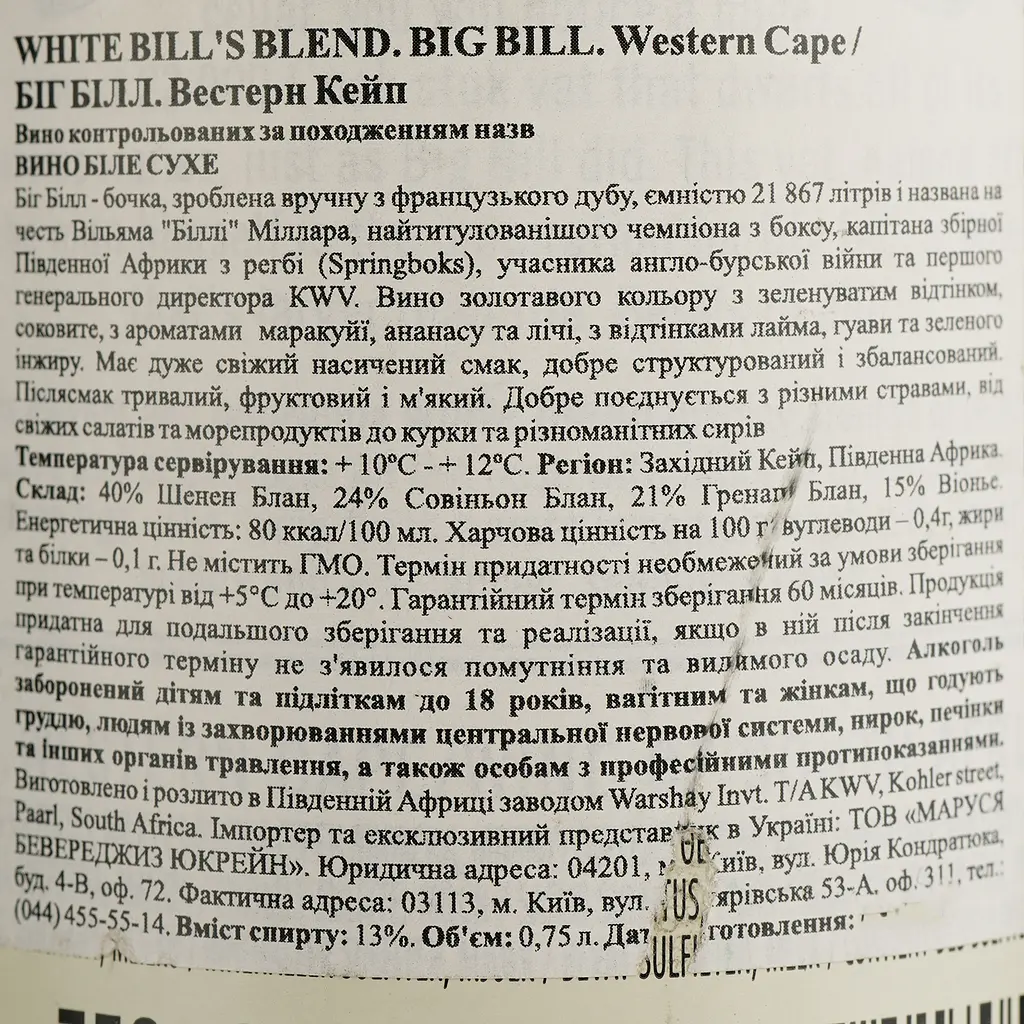 WHITE BILL'S BLEND. BIG BILL. Western Cape /
БІГ БІЛЛ. Вестерн Кейп
Вино контрольованих за походженням назв
ВИНО БІЛЕ СУХЕ
Біг Білл - бочка, зроблена вручну з французького дубу, ємністю 21 867 літрів і названа на
честь Вільяма "Біллі" Міллара, найтитулованішого чемпіона з боксу, капітана збірної
Південної Африки з регбі (Springboks), учасника англо-бурської війни та першого
генерального директора KWV. Вино золотавого кольору з зеленуватим відтінком,
соковите, з ароматами маракуйї, ананасу та лічі, з відтінками лайма, гуави та зеленого
інжиру. Має дуже свіжий насичений смак, добре структурований і збалансований.
Післясмак тривалий, фруктовий і м'який. Добре поєднується з різними стравами, від
свіжих салатів та морепродуктів до курки та різноманітних сирів
Температура сервірування: + 10°С - + 12°С. Регіон: Західний Кейп, Південна Африка.
Склад: 40% Шенен Блан, 24% Совіньон Блан, 21% Гренаш Блан, 15% Віоньє.
Енергетична цінність: 80 ккал/100 мл. Харчова цінність на 100 г: вуглеводи – 0,4г, жири
та білки – 0,1 г. Не містить ГМО. Термін придатності необмежений за умови зберігання
при температурі від +5°С до +20°. Гарантійний термін зберігання 60 місяців. Продукція
придатна для подальшого зберігання та реалізації, якщо в ній після закінчення
гарантійного терміну не з'явилося помутніння та видимого осаду. Алкоголь
заборонений дітям та підліткам до 18 років, вагітним та жінкам, що годують
груддю, людям із захворюваннями центральної нервової системи, нирок, печінки
та інших органів травлення, а також особам з професійними протипоказаннями.
Виготовлено і розлито в Південній Африці заводом Warshay Invt. T/A KWV, Kohler street,
Paarl, South Africa. Імпортер та ексклюзивний представник в Україні: ТОВ «МАРУСЯ
БЕВЕРЕДЖИЗ ЮКРЕЙН». Юридична адреса: 04201, м. Київ, вул. Юрія Кондратюка,
буд. 4-В, оф. 72. Фактична адреса: 03113, м. Київ, вул. 53-А. оф. 311, тел.:
(044) 455-55-14. Вміст спирту: 13%. Об'єм: 0,75 л.